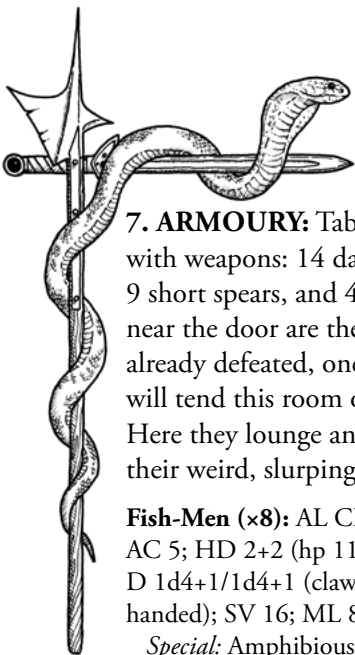 7. ARMOURY: Tab
with weapons: 14 da
9 short spears, and 4
near the door are the
already defeated, one
will tend this room o
Here they lounge an
their weird, slurping
Fish-Men (×8): AL C
AC 5; HD 2+2 (hp 11
D 1d4+1/1d4+1 (claw
handed); SV 16; ML 8
Special: Amphibious